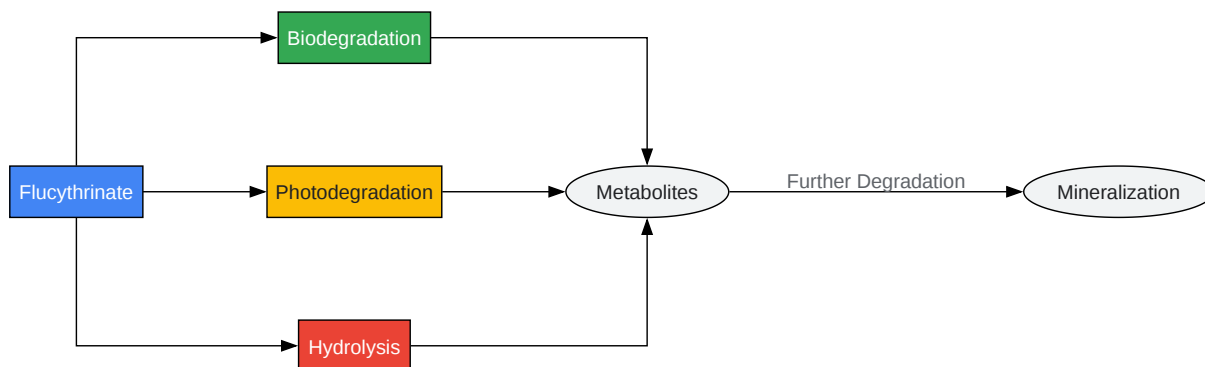 Biodegradation
Flucythrinate
Photodegradation
Metabolites
Further Degradation
Mineralization
Hydrolysis